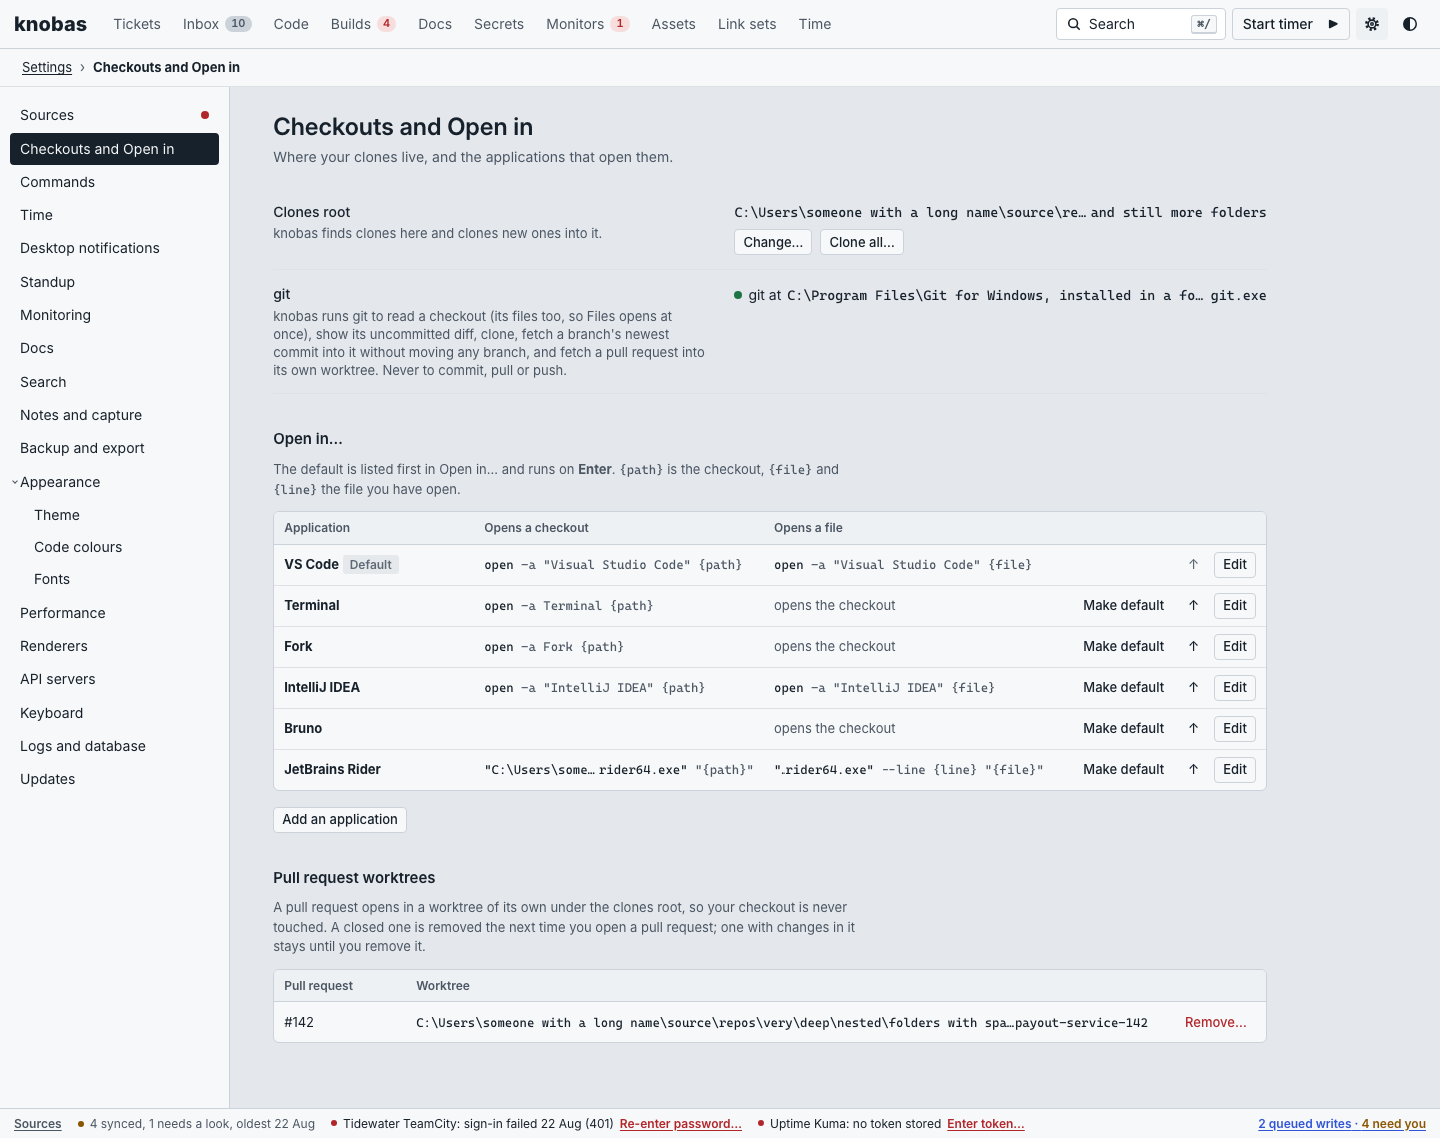 knobas Tickets Inbox 10 Code Builds 4 Docs Secrets Monitors 1 Assets Link sets Time Search ⌘/ Start timer
Settings › Checkouts and Open in
Sources
Checkouts and Open in
Commands
Time
Desktop notifications
Standup
Monitoring
Docs
Search
Notes and capture
Backup and export
Appearance
Theme
Code colours
Fonts
Performance
Renderers
API servers
Keyboard
Logs and database
Updates
Checkouts and Open in
Where your clones live, and the applications that open them.
Clones root
knobas finds clones here and clones new ones into it.
C:\Users\someone with a long name\source\re… and still more folders
Change… Clone all…
git
knobas runs git to read a checkout (its files too, so Files opens at
once), show its uncommitted diff, clone, fetch a branch's newest
commit into it without moving any branch, and fetch a pull request into
its own worktree. Never to commit, pull or push.
git at C:\Program Files\Git for Windows, installed in a fo… git.exe
Open in…
The default is listed first in Open in… and runs on Enter. {path} is the checkout, {file} and
{line} the file you have open.
Application Opens a checkout Opens a file
VS Code Default open -a "Visual Studio Code" {path} open -a "Visual Studio Code" {file} ↑ Edit
Terminal open -a Terminal {path} opens the checkout Make default ↑ Edit
Fork open -a Fork {path} opens the checkout Make default ↑ Edit
IntelliJ IDEA open -a "IntelliJ IDEA" {path} open -a "IntelliJ IDEA" {file} Make default ↑ Edit
Bruno opens the checkout Make default ↑ Edit
JetBrains Rider "C:\Users\some… rider64.exe" "{path}" "…rider64.exe" --line {line} "{file}" Make default ↑ Edit
Add an application
Pull request worktrees
A pull request opens in a worktree of its own under the clones root, so your checkout is never
touched. A closed one is removed the next time you open a pull request; one with changes in it
stays until you remove it.
Pull request Worktree
#142 C:\Users\someone with a long name\source\repos\very\deep\nested\folders with spa…payout-service-142 Remove…
Sources 4 synced, 1 needs a look, oldest 22 Aug Tidewater TeamCity: sign-in failed 22 Aug (401) Re-enter password… Uptime Kuma: no token stored Enter token… 2 queued writes · 4 need you